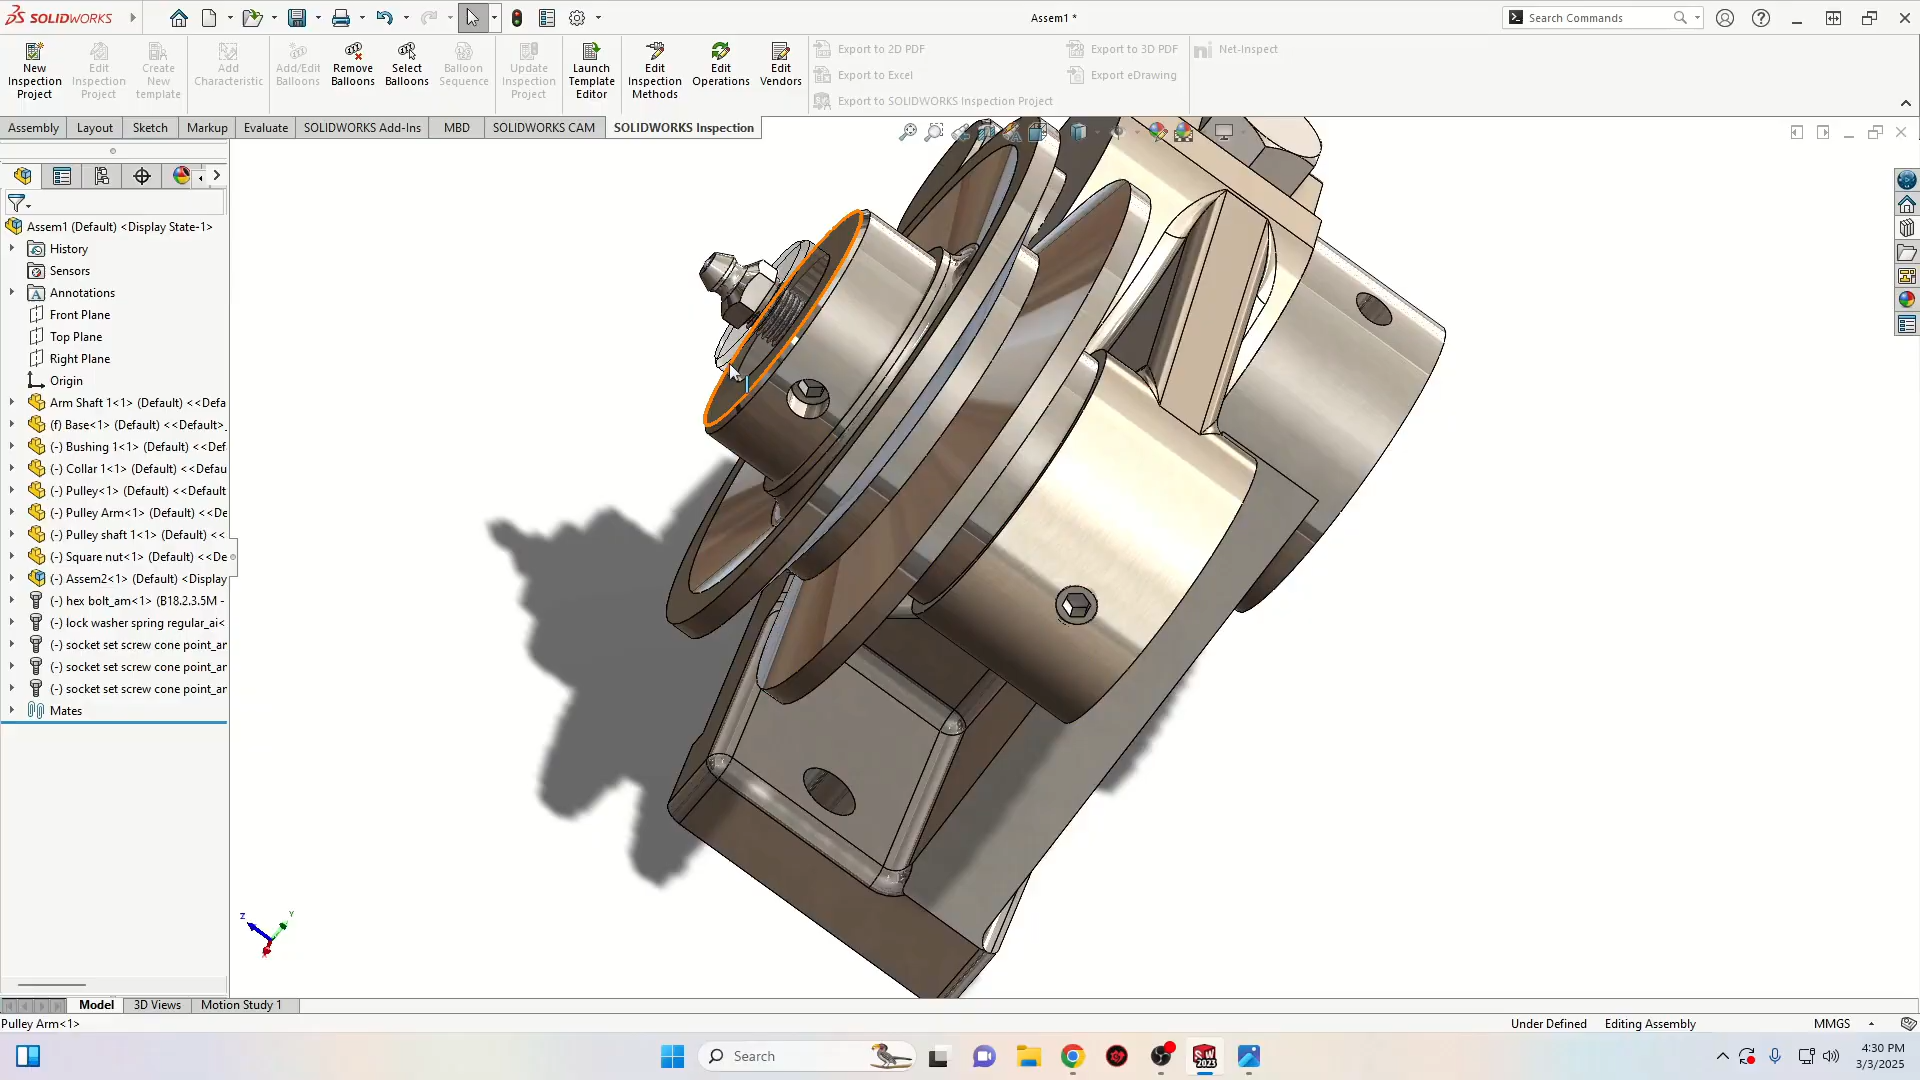 SOLIDWORKS
Assem1 *
Search Commands
New Inspection Project
Edit Inspection Project
Create New template
Add Characteristic
Add/Edit Balloons
Remove Balloons
Select Balloons
Balloon Sequence
Update Inspection Project
Launch Template Editor
Edit Inspection Methods
Edit Operations
Edit Vendors
Export to 2D PDF
Export to Excel
Export to SOLIDWORKS Inspection Project
Export to 3D PDF
Export eDrawing
Net-Inspect
Assembly
Layout
Sketch
Markup
Evaluate
SOLIDWORKS Add-Ins
MBD
SOLIDWORKS CAM
SOLIDWORKS Inspection
Assem1 (Default) <Display State-1>
History
Sensors
Annotations
Front Plane
Top Plane
Right Plane
Origin
Arm Shaft 1<1> (Default) <<Defa
(f) Base<1> (Default) <<Default>_
(-) Bushing 1<1> (Default) <<Def
(-) Collar 1<1> (Default) <<Defau
(-) Pulley<1> (Default) <<Default
(-) Pulley Arm<1> (Default) <<De
(-) Pulley shaft 1<1> (Default) <<
(-) Square nut<1> (Default) <<De
(-) Assem2<1> (Default) <Display
(-) hex bolt_am<1> (B18.2.3.5M -
(-) lock washer spring regular_ai<
(-) socket set screw cone point_ar
(-) socket set screw cone point_ar
(-) socket set screw cone point_ar
Mates
Z
Y
X
Model
3D Views
Motion Study 1
Pulley Arm<1>
Under Defined
Editing Assembly
MMGS
Search
SW
2023
4:30 PM
3/3/2025